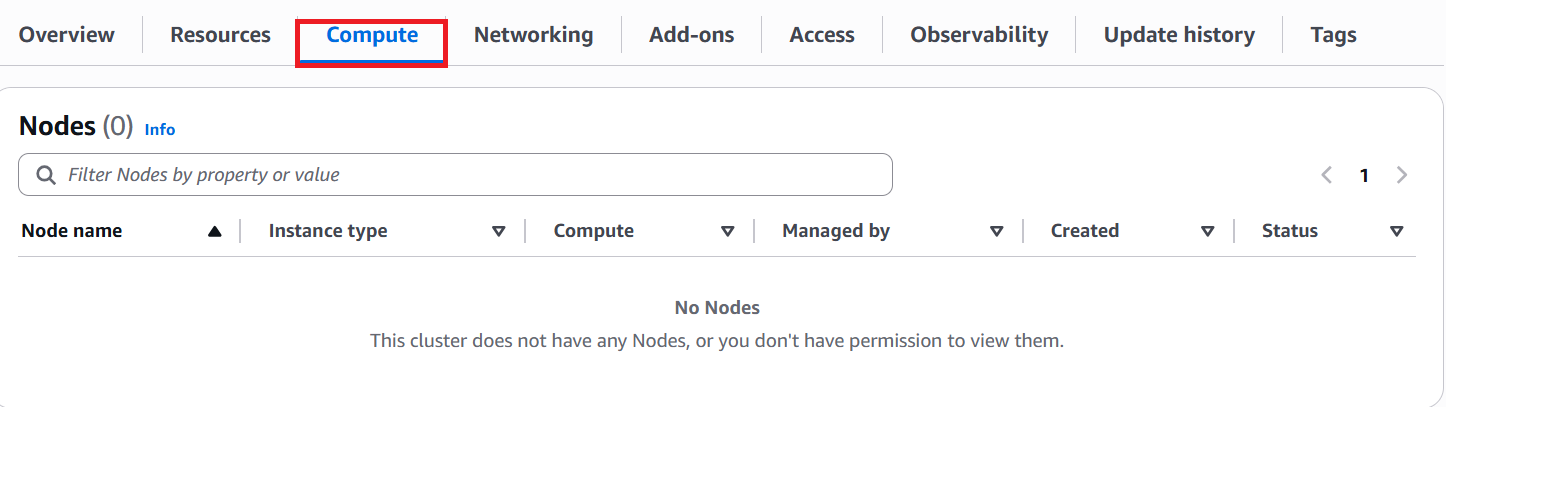 Overview Resources Compute Networking Add-ons Access Observability Update history Tags
Nodes (0) Info
Filter Nodes by property or value
1
Node name Instance type Compute Managed by Created Status
No Nodes
This cluster does not have any Nodes, or you don't have permission to view them.